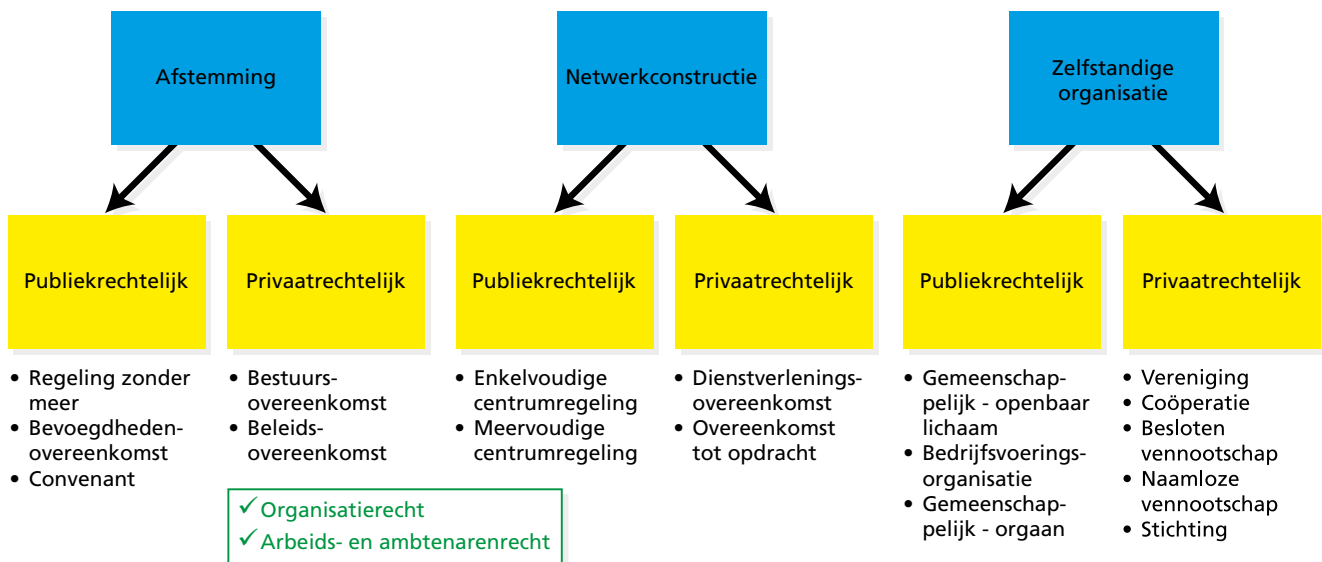 Afstemming
Netwerkconstructie
Zelfstandige
organisatie
Publiekrechtelijk
Privaatrechtelijk
Publiekrechtelijk
Privaatrechtelijk
Publiekrechtelijk
Privaatrechtelijk
• Regeling zonder
meer
• Bevoegdheden-
overeenkomst
• Convenant
• Bestuurs-
overeenkomst
• Beleids-
overeenkomst
• Enkelvoudige
centrumregeling
• Meervoudige
centrumregeling
• Dienstverlenings-
overeenkomst
• Overeenkomst
tot opdracht
• Gemeenschap-
pelijk - openbaar
lichaam
• Bedrijfsvoerings-
organisatie
• Gemeenschap-
pelijk - orgaan
• Vereniging
• Coöperatie
• Besloten
vennootschap
• Naamloze
vennootschap
• Stichting
✓ Organisatierecht
✓ Arbeids- en ambtenarenrecht